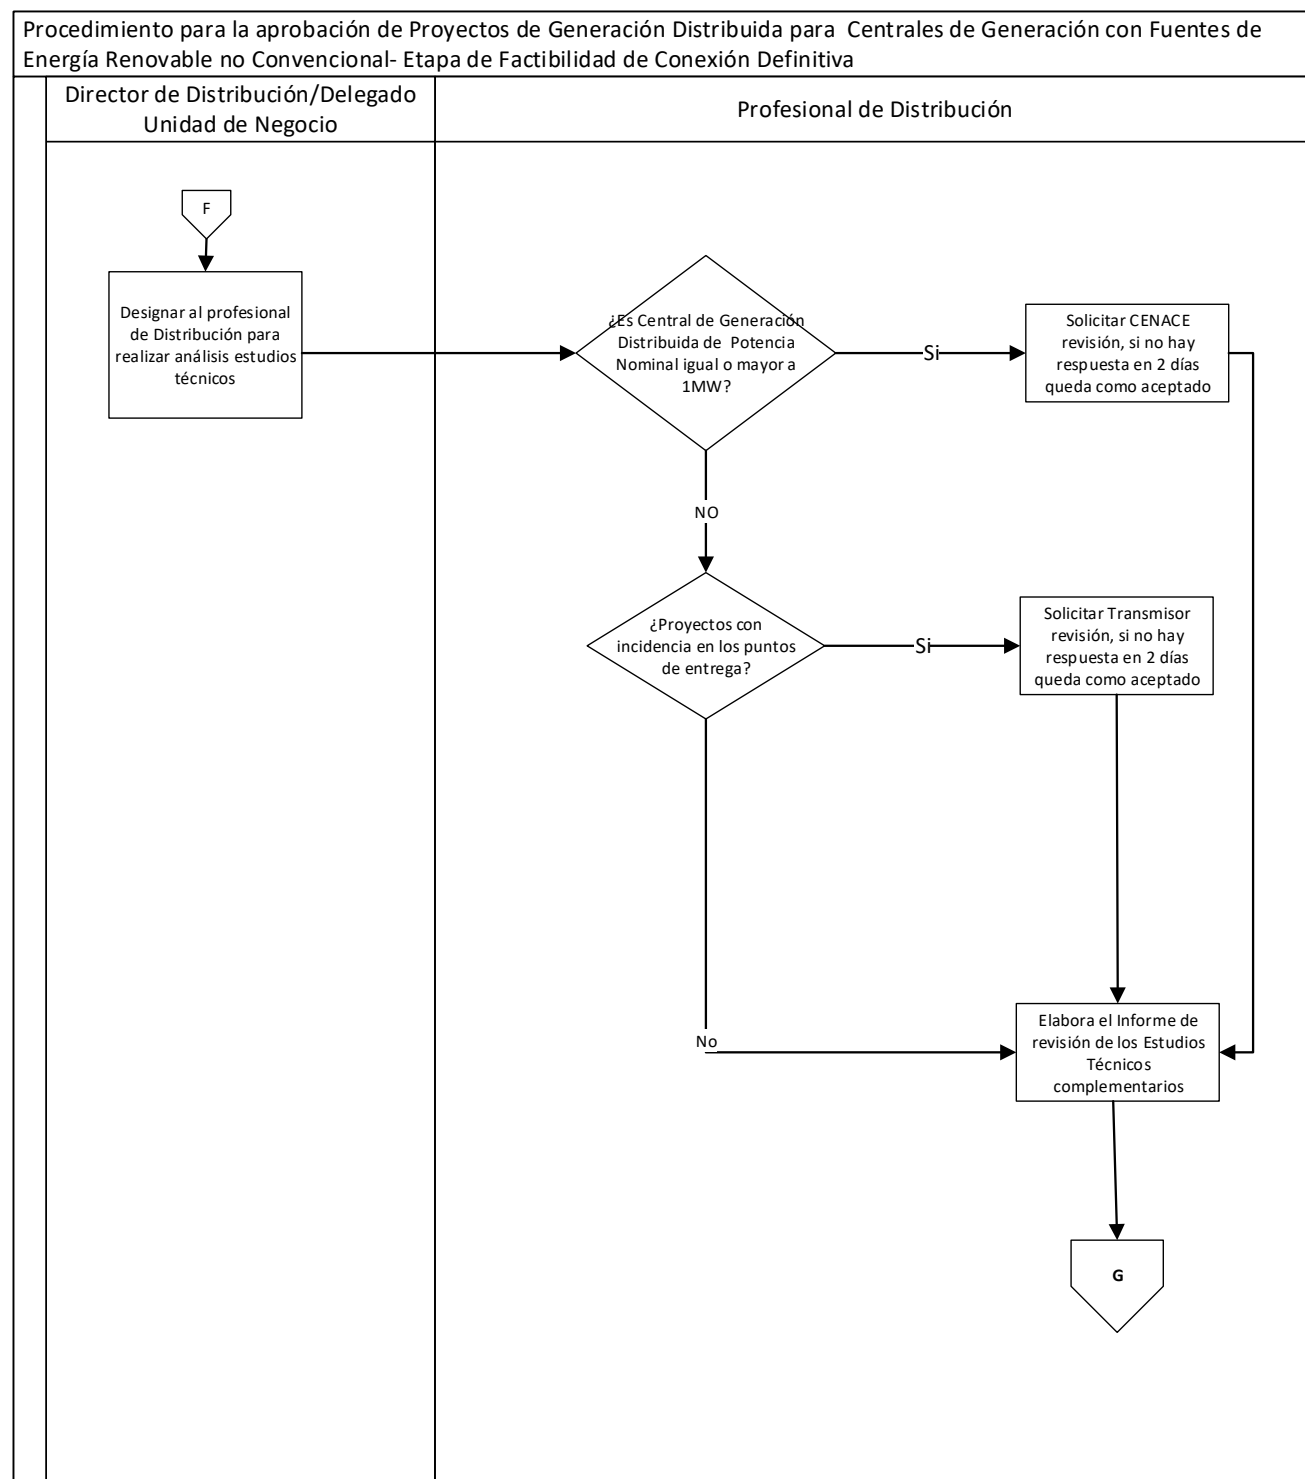 Procedimiento para la aprobación de Proyectos de Generación Distribuida para Centrales de Generación con Fuentes de
Energía Renovable no Convencional- Etapa de Factibilidad de Conexión Definitiva
Director de Distribución/Delegado
Unidad de Negocio
Profesional de Distribución
F
Designar al profesional
de Distribución para
realizar análisis estudios
técnicos
¿Es Central de Generación
Distribuida de Potencia
Nominal igual o mayor a
1MW?
Si
Solicitar CENACE
revisión, si no hay
respuesta en 2 días
queda como aceptado
NO
¿Proyectos con
incidencia en los puntos
de entrega?
Si
Solicitar Transmisor
revisión, si no hay
respuesta en 2 días
queda como aceptado
No
Elabora el Informe de
revisión de los Estudios
Técnicos
complementarios
G